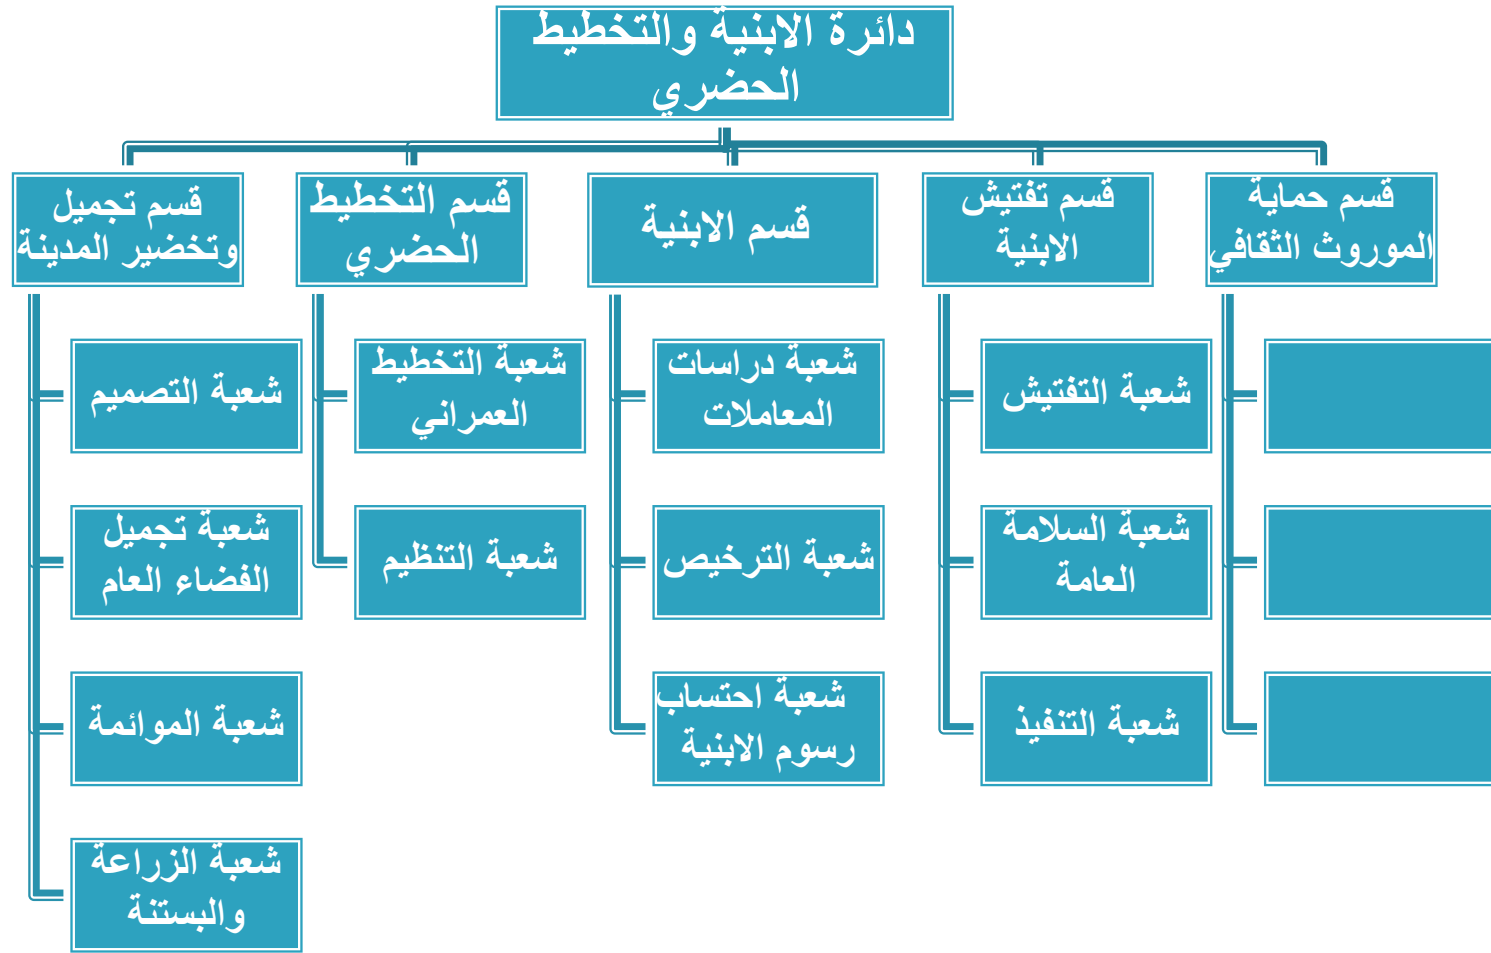 دائرة الابنية والتخطيط
الحضري
قسم حماية
الموروث الثقافي
قسم تفتيش
الابنية
قسم الابنية
قسم التخطيط
الحضري
قسم تجميل
وتخضير المدينة
شعبة التفتيش
شعبة السلامة
العامة
شعبة التنفيذ
شعبة دراسات
المعاملات
شعبة الترخيص
شعبة احتساب
رسوم الابنية
شعبة التخطيط
العمراني
شعبة التنظيم
شعبة التصميم
شعبة تجميل
الفضاء العام
شعبة الموائمة
شعبة الزراعة
والبستنة